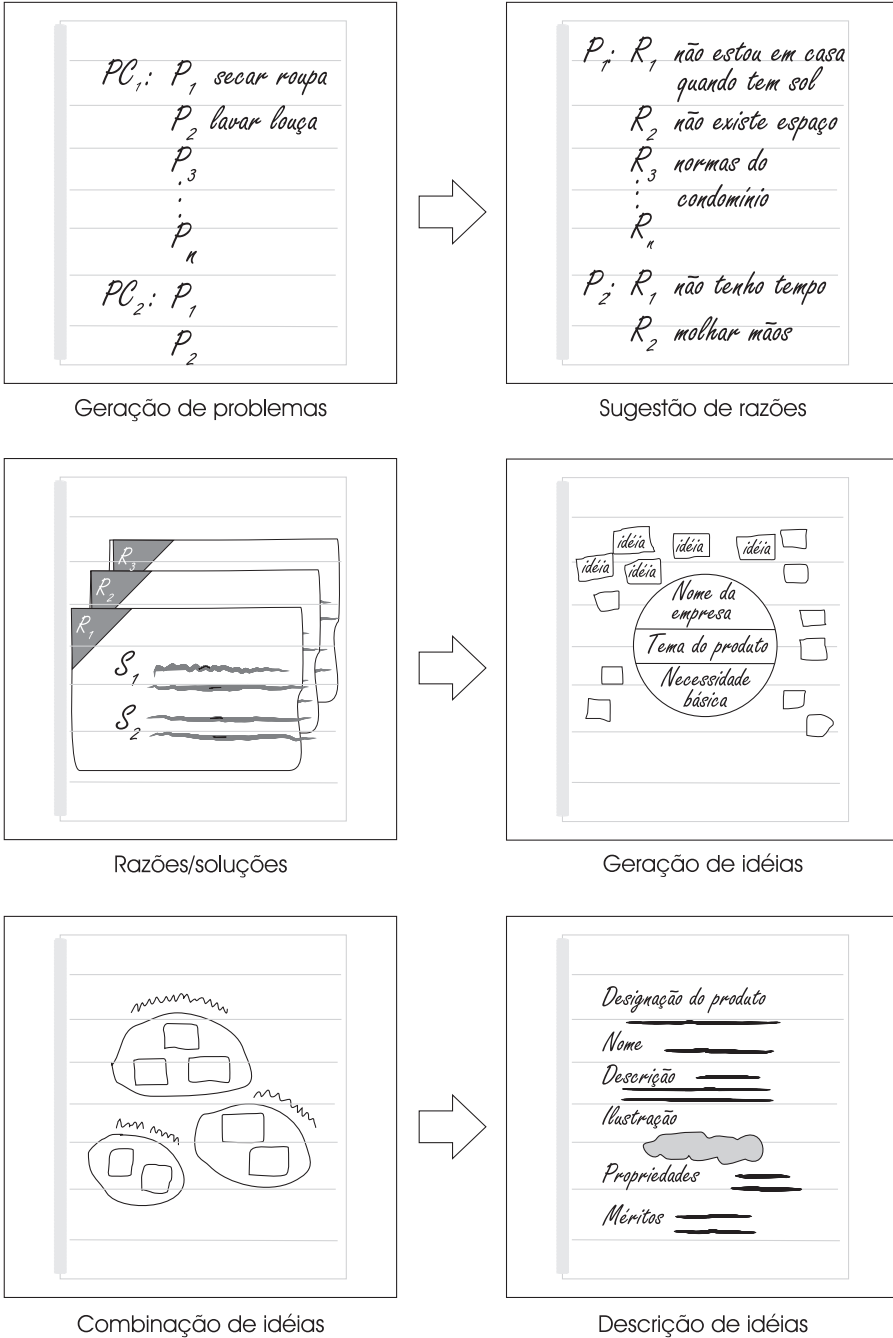 PC₁: P₁ secar roupa
P₂ lavar louça
P₃
⋮
Pₙ
PC₂: P₁
P₂
Geração de problemas
P₁: R₁ não estou em casa
quando tem sol
R₂ não existe espaço
R₃ normas do
⋮ condomínio
Rₙ
P₂: R₁ não tenho tempo
R₂ molhar mãos
Sugestão de razões
R₃
R₂
R₁
S₁
S₂
Razões/soluções
idéia
idéia
idéia
idéia
idéia
Nome da
empresa
Tema do produto
Necessidade
básica
Geração de idéias
Combinação de idéias
Designação do produto
Nome
Descrição
Ilustração
Propriedades
Méritos
Descrição de idéias